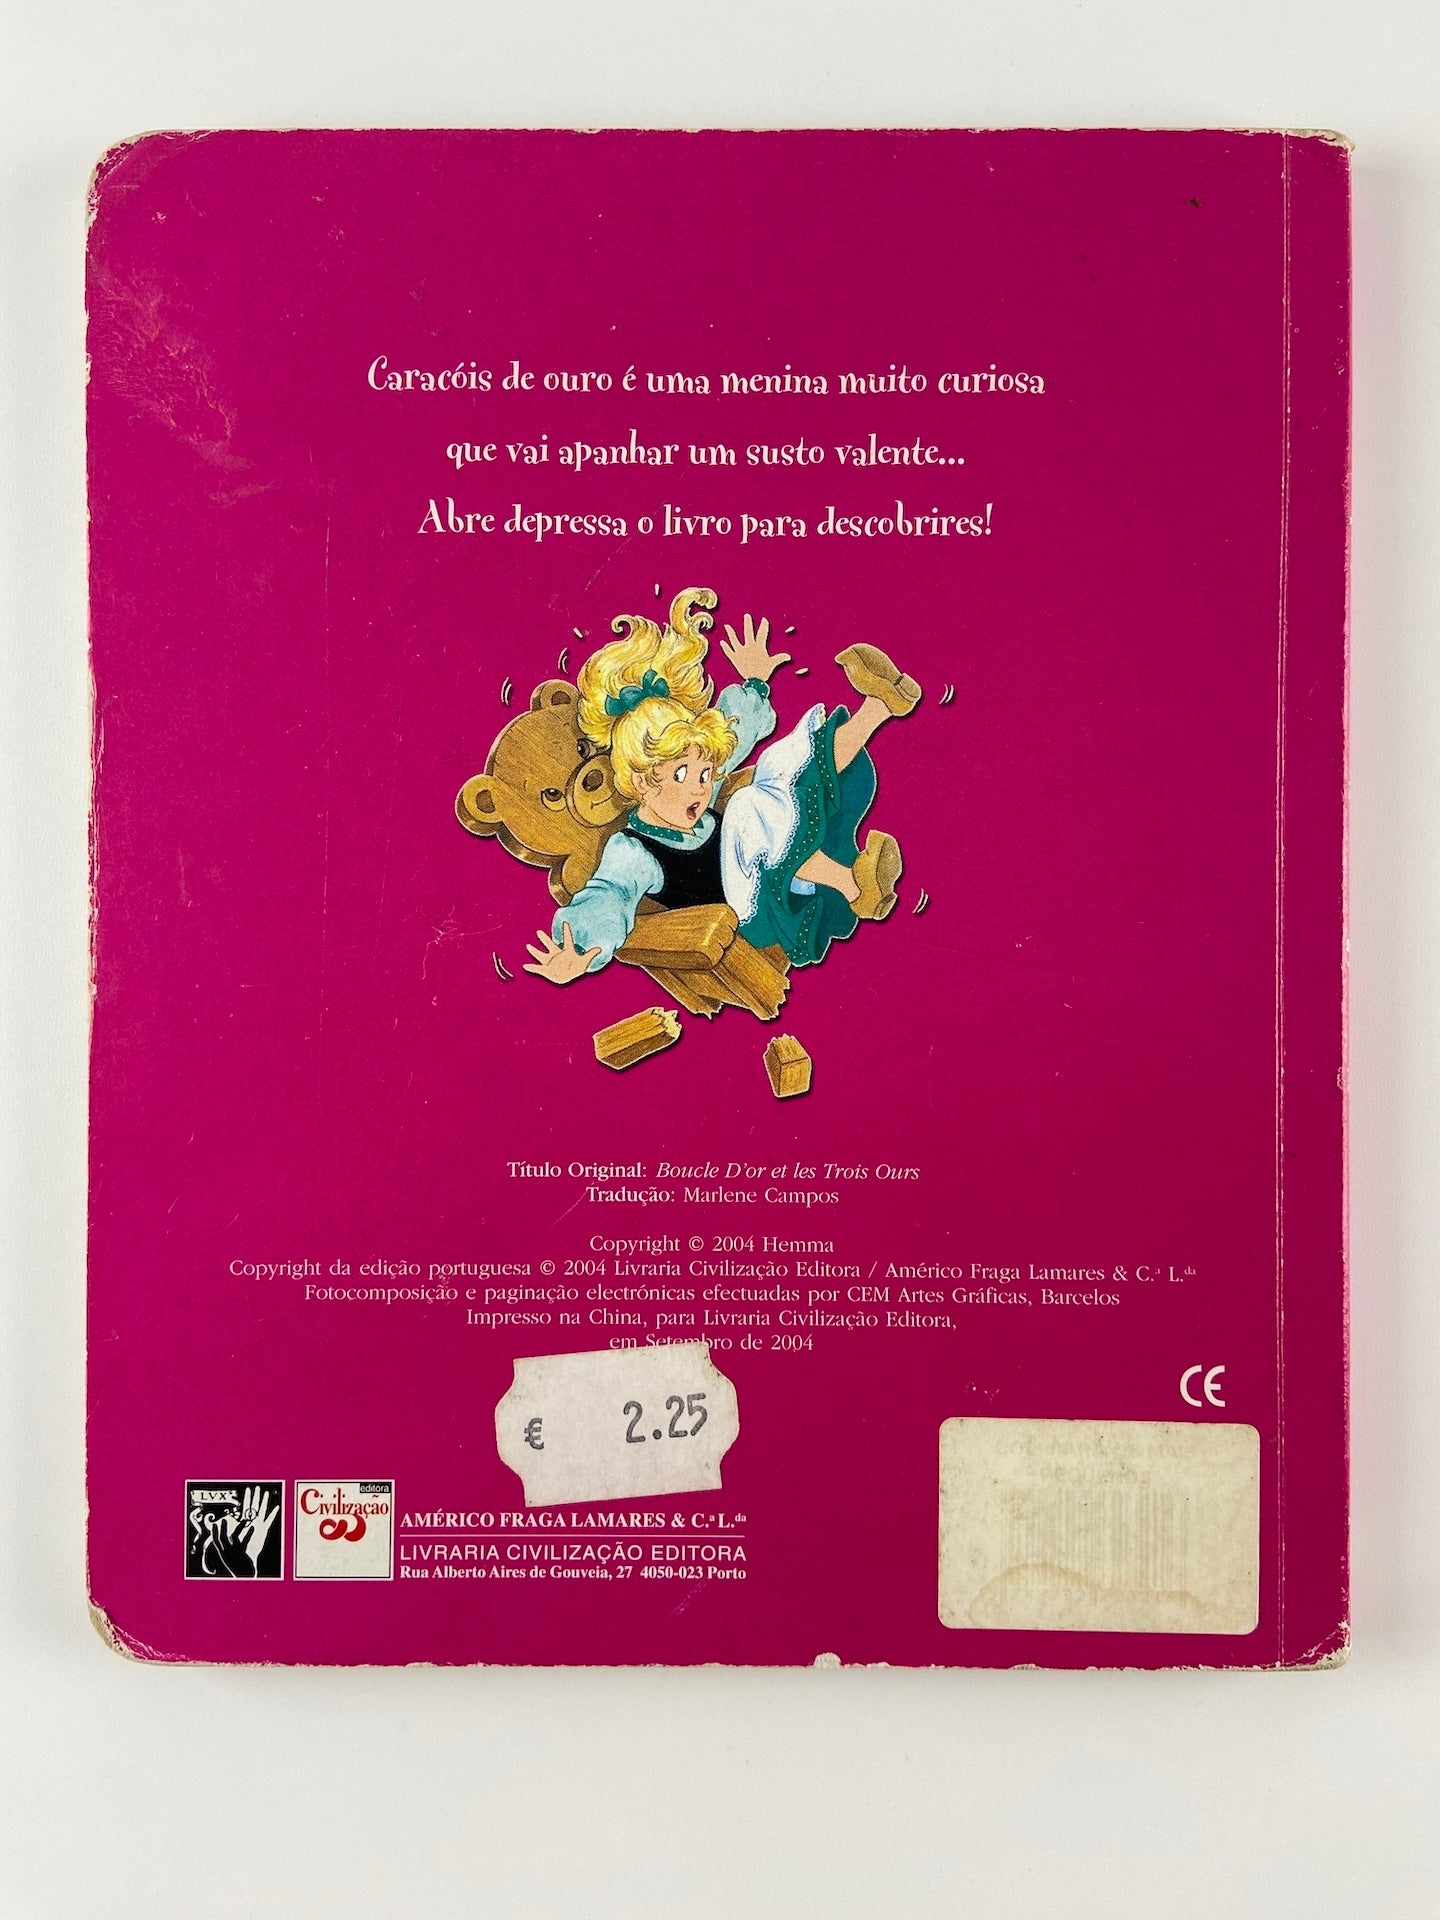 Caracóis de ouro é uma menina muito curiosa
que vai apanhar um susto valente...
Abre depressa o livro para descobrires!
Título Original: Boucle D'or et les Trois Ours
Tradução: Marlene Campos
Copyright © 2004 Hemma
Copyright da edição portuguesa © 2004 Livraria Civilização Editora / Américo Fraga Lamares & C.ª L.da
Fotocomposição e paginação electrónicas efectuadas por CEM Artes Gráficas, Barcelos
Impresso na China, para Livraria Civilização Editora,
em Setembro de 2004
CE
€ 2.25
LVX
editora
Civilização
AMÉRICO FRAGA LAMARES & C.ª L.da
LIVRARIA CIVILIZAÇÃO EDITORA
Rua Alberto Aires de Gouveia, 27 4050-023 Porto